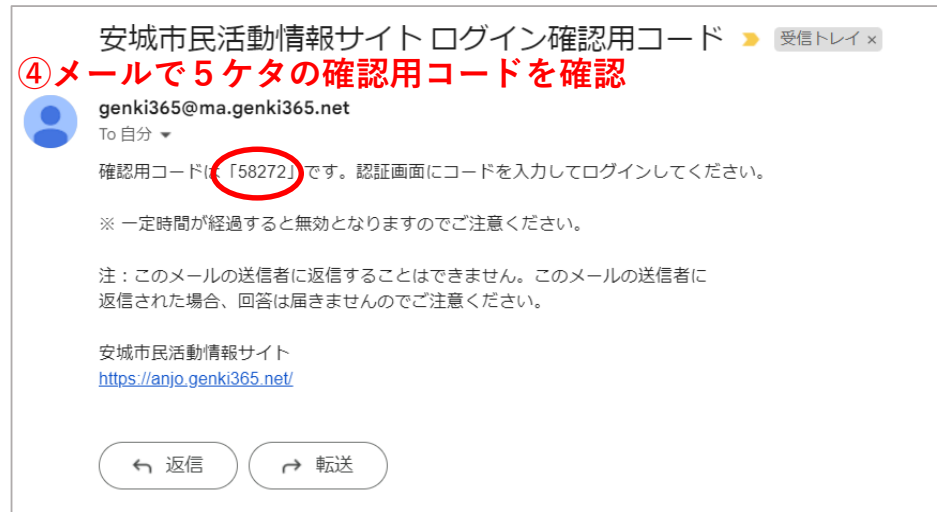 安城市民活動情報サイト ログイン確認用コード 受信トレイ ×
④メールで５ケタの確認用コードを確認
genki365@ma.genki365.net
To 自分
確認用コードは「58272」です。認証画面にコードを入力してログインしてください。
※ 一定時間が経過すると無効となりますのでご注意ください。
注：このメールの送信者に返信することはできません。このメールの送信者に
返信された場合、回答は届きませんのでご注意ください。
安城市民活動情報サイト
https://anjo.genki365.net/
返信 転送